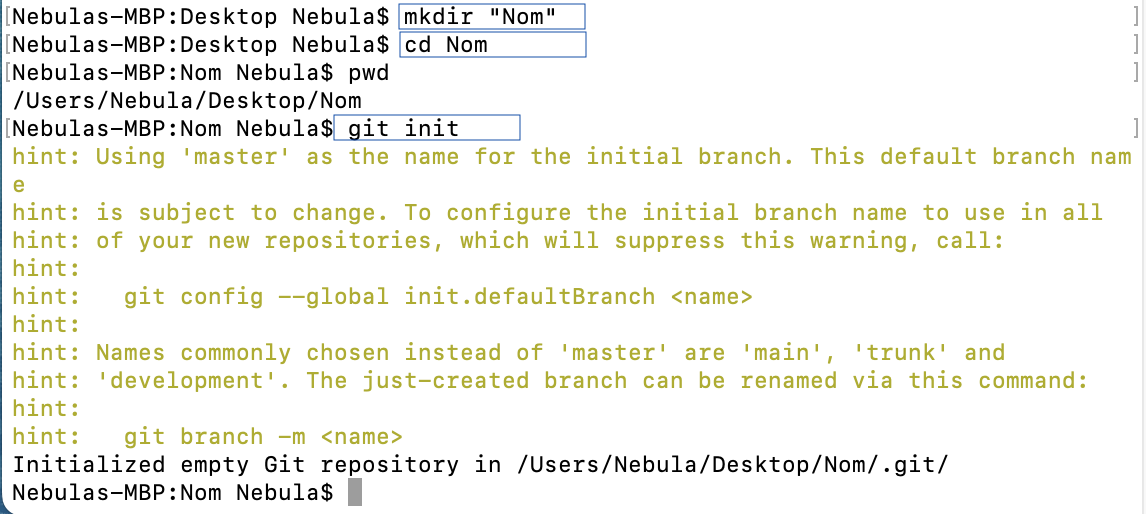 [Nebulas-MBP:Desktop Nebula$ mkdir "Nom" ]
[Nebulas-MBP:Desktop Nebula$ cd Nom ]
[Nebulas-MBP:Nom Nebula$ pwd ]
/Users/Nebula/Desktop/Nom
[Nebulas-MBP:Nom Nebula$ git init ]
hint: Using 'master' as the name for the initial branch. This default branch nam
e
hint: is subject to change. To configure the initial branch name to use in all
hint: of your new repositories, which will suppress this warning, call:
hint:
hint:   git config --global init.defaultBranch <name>
hint:
hint: Names commonly chosen instead of 'master' are 'main', 'trunk' and
hint: 'development'. The just-created branch can be renamed via this command:
hint:
hint:   git branch -m <name>
Initialized empty Git repository in /Users/Nebula/Desktop/Nom/.git/
Nebulas-MBP:Nom Nebula$